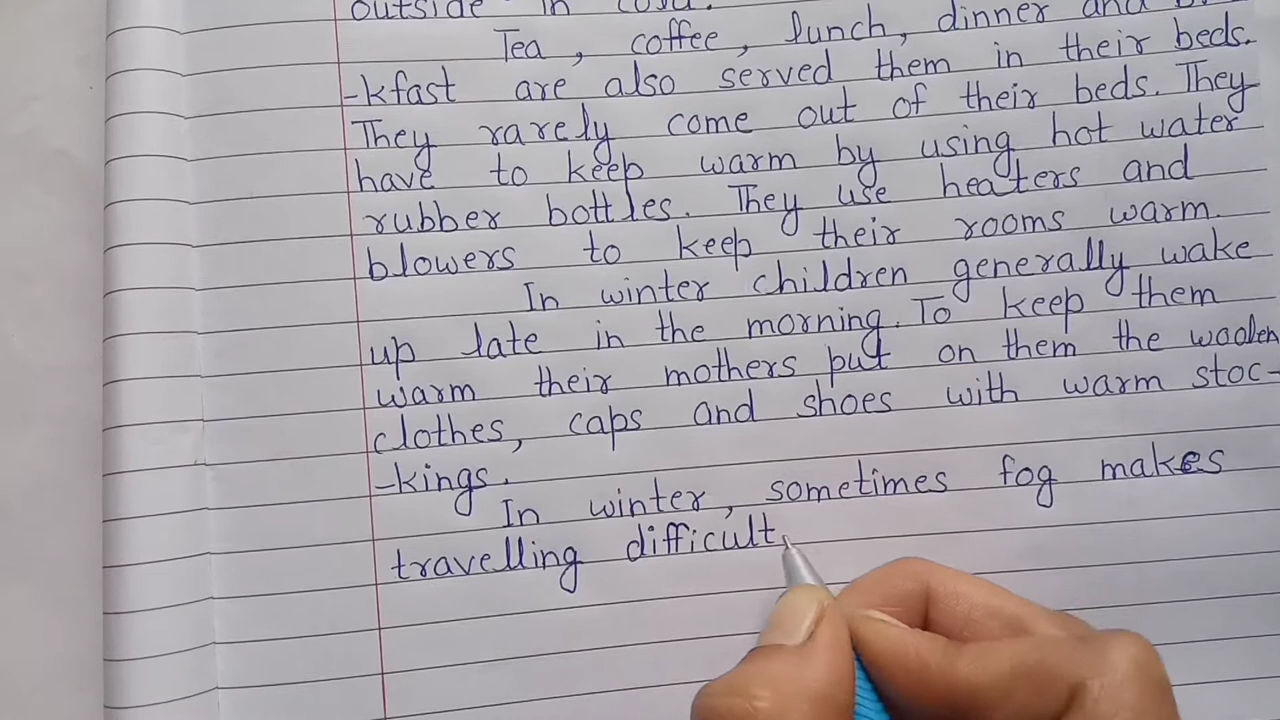 outside in cold.
Tea, coffee, lunch, dinner and
-kfast are also served them in their beds.
They rarely come out of their beds. They
have to keep warm by using hot water
rubber bottles. They use heaters and
blowers to keep their rooms warm.
In winter children generally wake
up late in the morning. To keep them
warm their mothers put on them the woolen
clothes, caps and shoes with warm stoc-
-kings.
In winter, sometimes fog makes
travelling difficult.